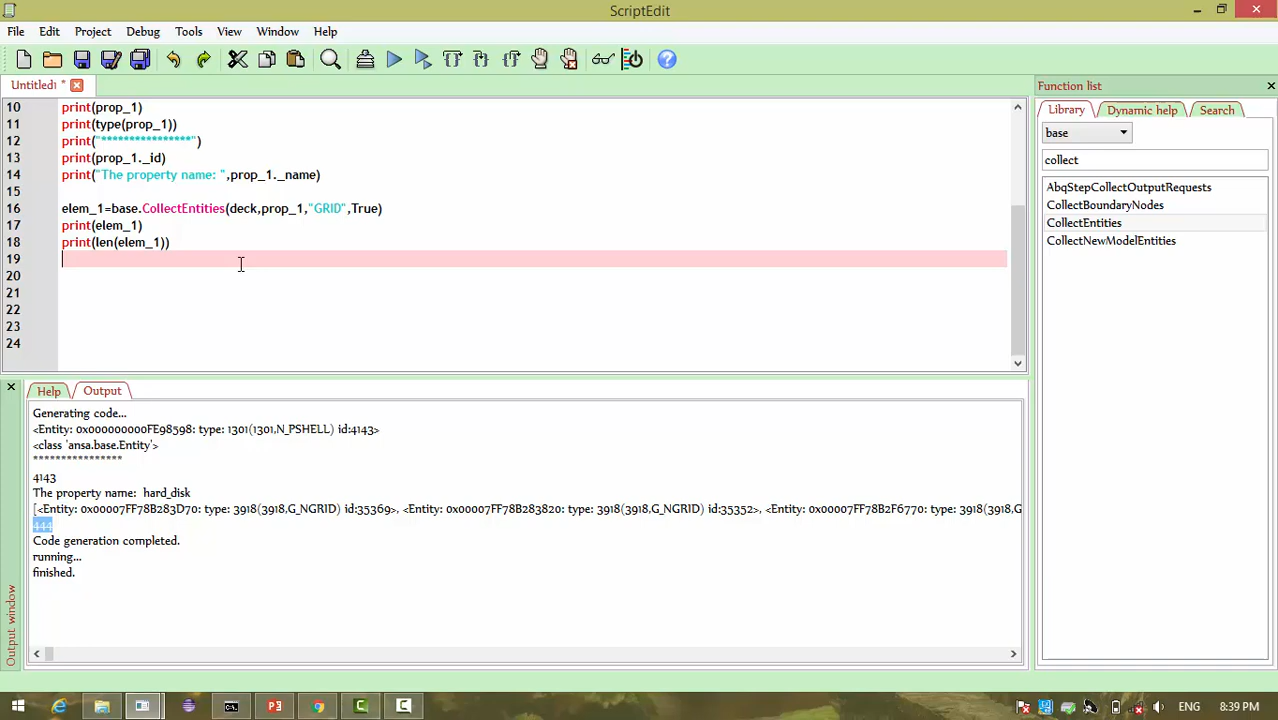 ScriptEdit
File Edit Project Debug Tools View Window Help
Untitled1 *
10 print(prop_1)
11 print(type(prop_1))
12 print("****************")
13 print(prop_1._id)
14 print("The property name: ",prop_1._name)
15
16 elem_1=base.CollectEntities(deck,prop_1,"GRID",True)
17 print(elem_1)
18 print(len(elem_1))
19
20
21
22
23
24
Function list
Library Dynamic help Search
base
collect
AbqStepCollectOutputRequests
CollectBoundaryNodes
CollectEntities
CollectNewModelEntities
Output window
Help Output
Generating code...
<Entity: 0x000000000FE98598: type: 1301(1301,N_PSHELL) id:4143>
<class 'ansa.base.Entity'>
****************
4143
The property name:  hard_disk
[<Entity: 0x00007FF78B283D70: type: 3918(3918,G_NGRID) id:35369>, <Entity: 0x00007FF78B283820: type: 3918(3918,G_NGRID) id:35352>, <Entity: 0x00007FF78B2F6770: type: 3918(3918,G
444
Code generation completed.
running...
finished.
ENG 8:39 PM